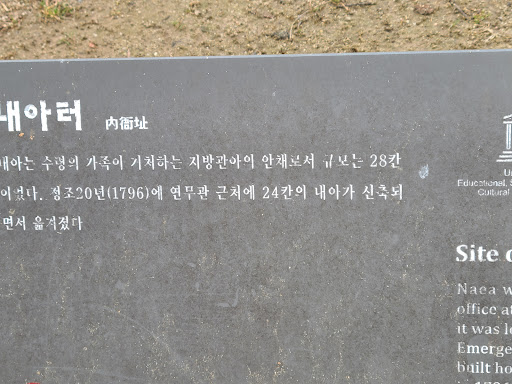 내아터 內衙址
내아는 수령의 가족이 기처하는 지방관아의 안채로서 규모는 28칸
이었다. 정조20년(1796)에 연무관 근처에 24칸의 내아가 신축되
면서 옮겨졌다
Educational, S
Cultural
Site
Naea w
office at
it was l
Emerge
built ho